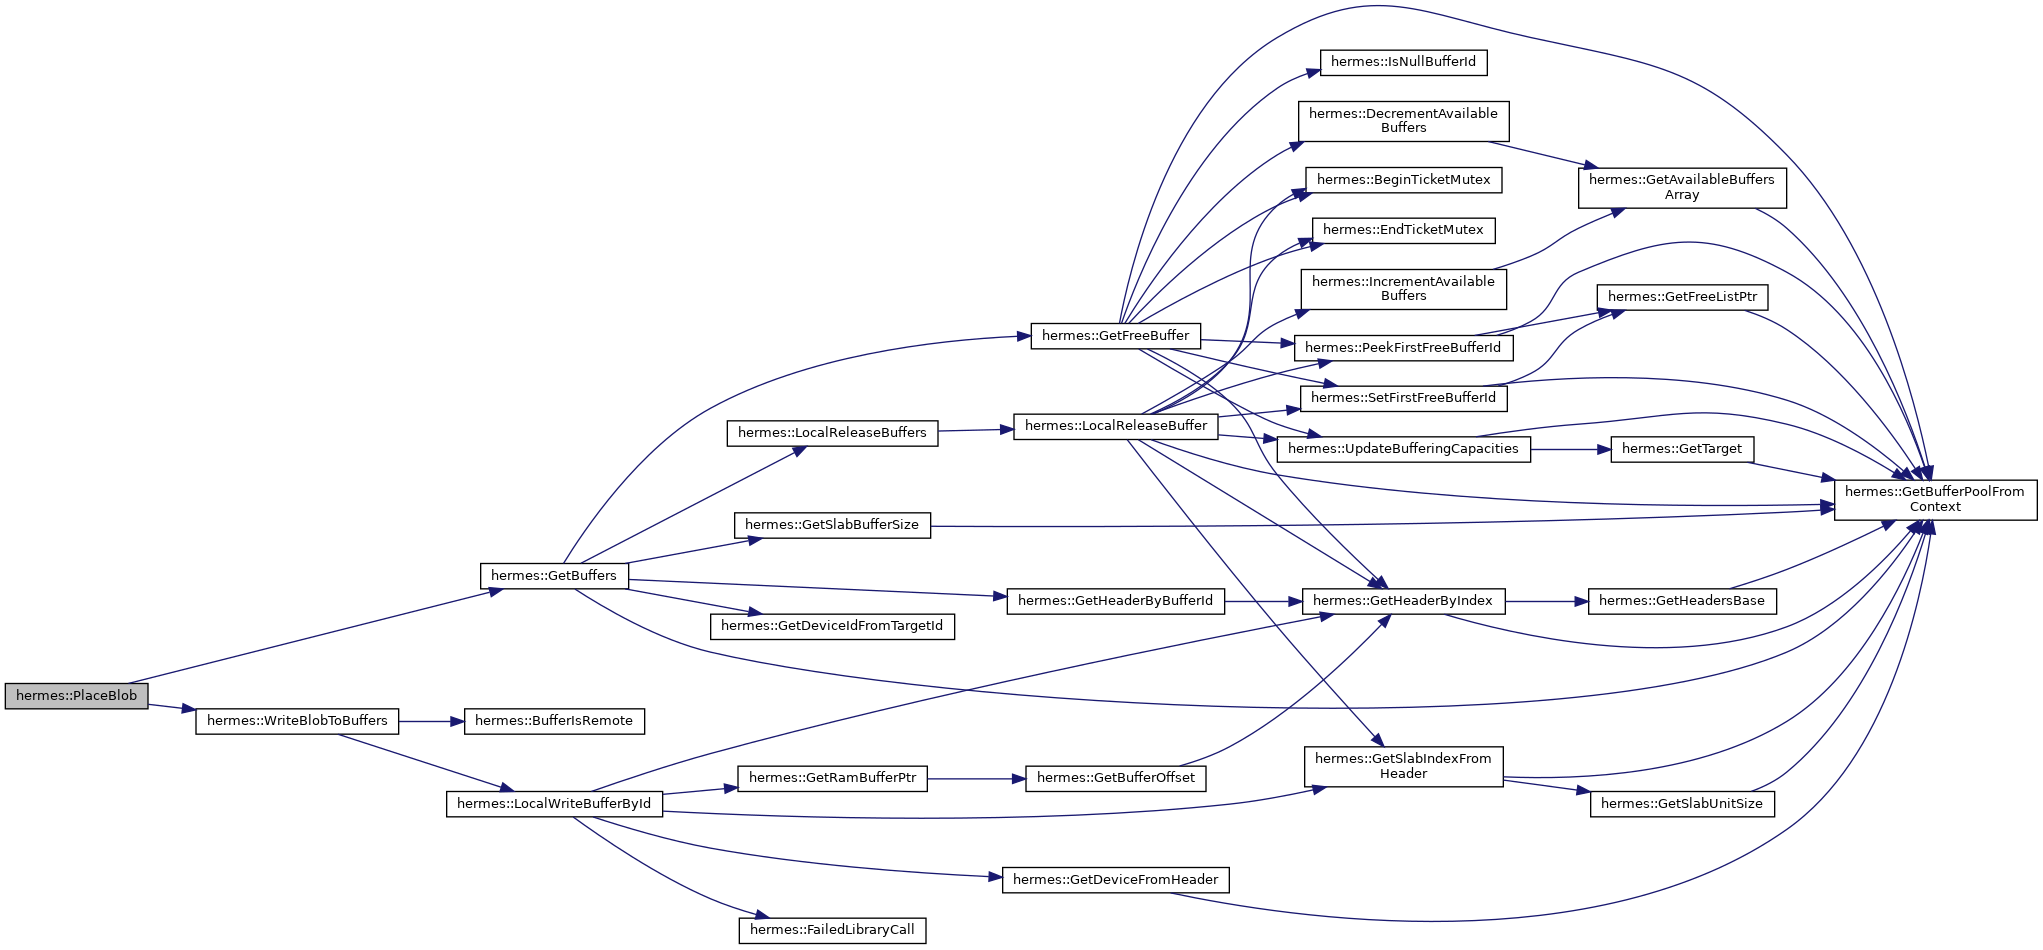 hermes::IsNullBufferId
hermes::DecrementAvailable
Buffers
hermes::BeginTicketMutex
hermes::GetAvailableBuffers
Array
hermes::EndTicketMutex
hermes::IncrementAvailable
Buffers
hermes::GetFreeListPtr
hermes::GetFreeBuffer
hermes::PeekFirstFreeBufferId
hermes::SetFirstFreeBufferId
hermes::LocalReleaseBuffers
hermes::LocalReleaseBuffer
hermes::UpdateBufferingCapacities
hermes::GetTarget
hermes::GetBufferPoolFrom
Context
hermes::GetSlabBufferSize
hermes::GetBuffers
hermes::GetHeaderByBufferId
hermes::GetHeaderByIndex
hermes::GetHeadersBase
hermes::GetDeviceIdFromTargetId
hermes::PlaceBlob
hermes::WriteBlobToBuffers
hermes::BufferIsRemote
hermes::GetSlabIndexFrom
Header
hermes::GetRamBufferPtr
hermes::GetBufferOffset
hermes::LocalWriteBufferById
hermes::GetSlabUnitSize
hermes::GetDeviceFromHeader
hermes::FailedLibraryCall